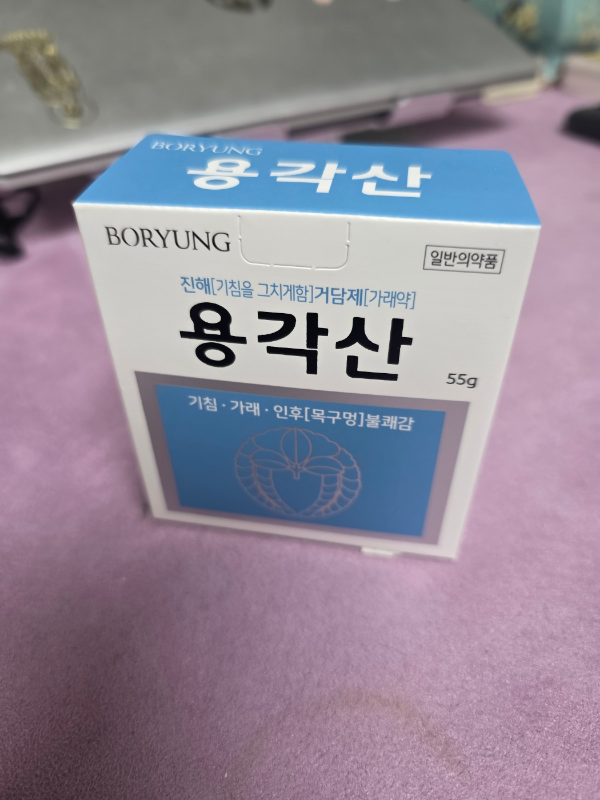 BORYUNG
용각산
BORYUNG
일반의약품
진해[기침을 그치게함]거담제[가래약]
용각산
55g
기침·가래·인후[목구멍]불쾌감